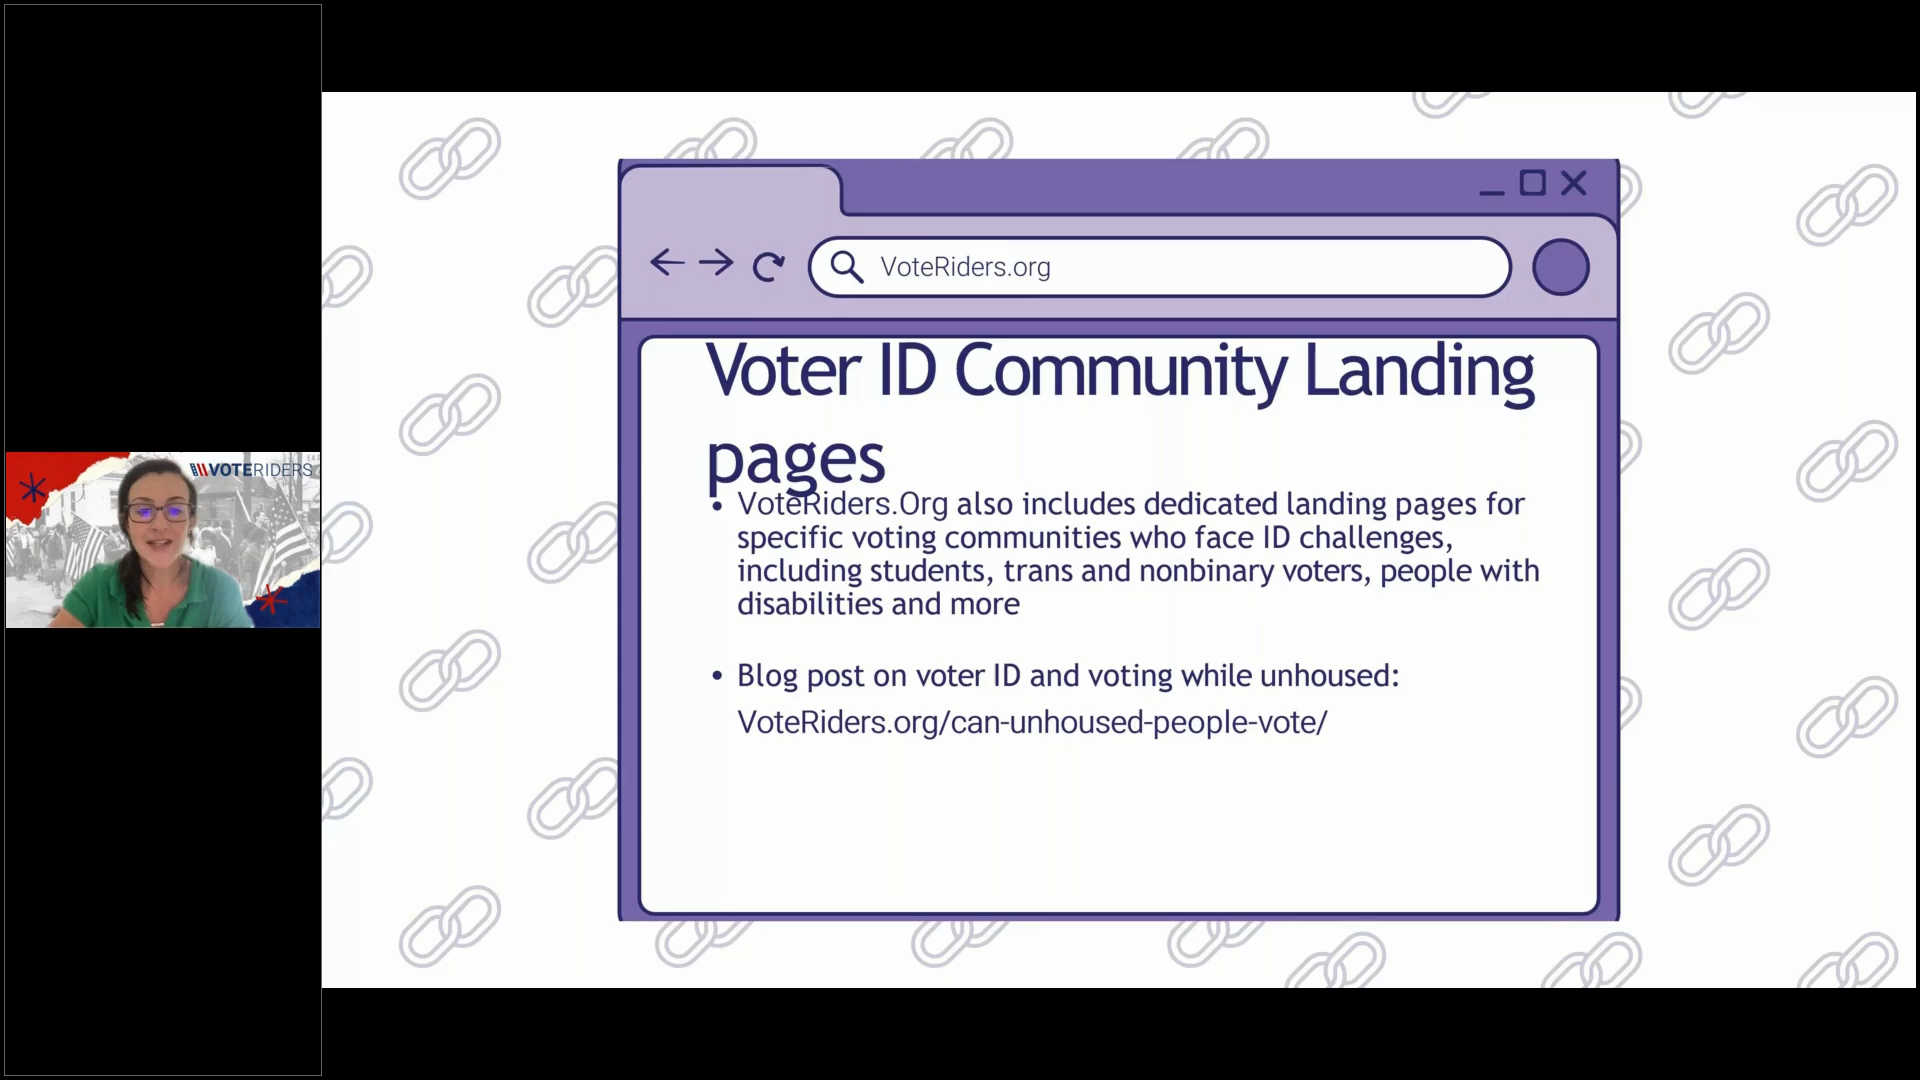 VOTERIDERS
VoteRiders.org
Voter ID Community Landing
pages
• VoteRiders.Org also includes dedicated landing pages for
specific voting communities who face ID challenges,
including students, trans and nonbinary voters, people with
disabilities and more
• Blog post on voter ID and voting while unhoused:
VoteRiders.org/can-unhoused-people-vote/